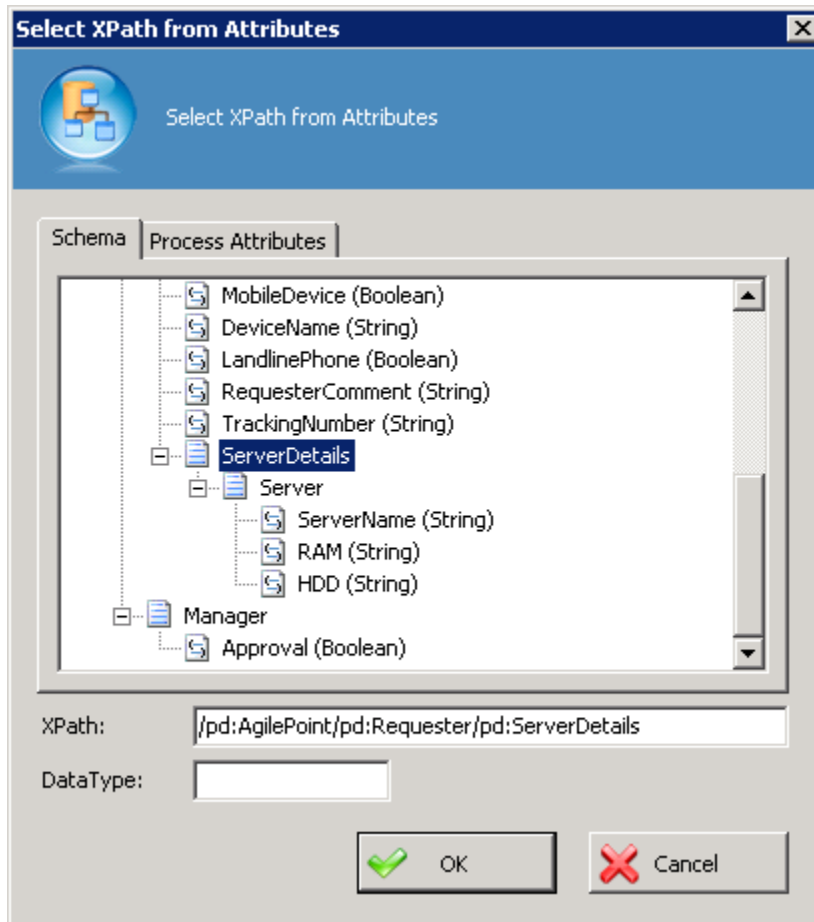 Select XPath from Attributes
Select XPath from Attributes
Schema
Process Attributes
MobileDevice (Boolean)
DeviceName (String)
LandlinePhone (Boolean)
RequesterComment (String)
TrackingNumber (String)
ServerDetails
Server
ServerName (String)
RAM (String)
HDD (String)
Manager
Approval (Boolean)
XPath: /pd:AgilePoint/pd:Requester/pd:ServerDetails
DataType:
OK Cancel